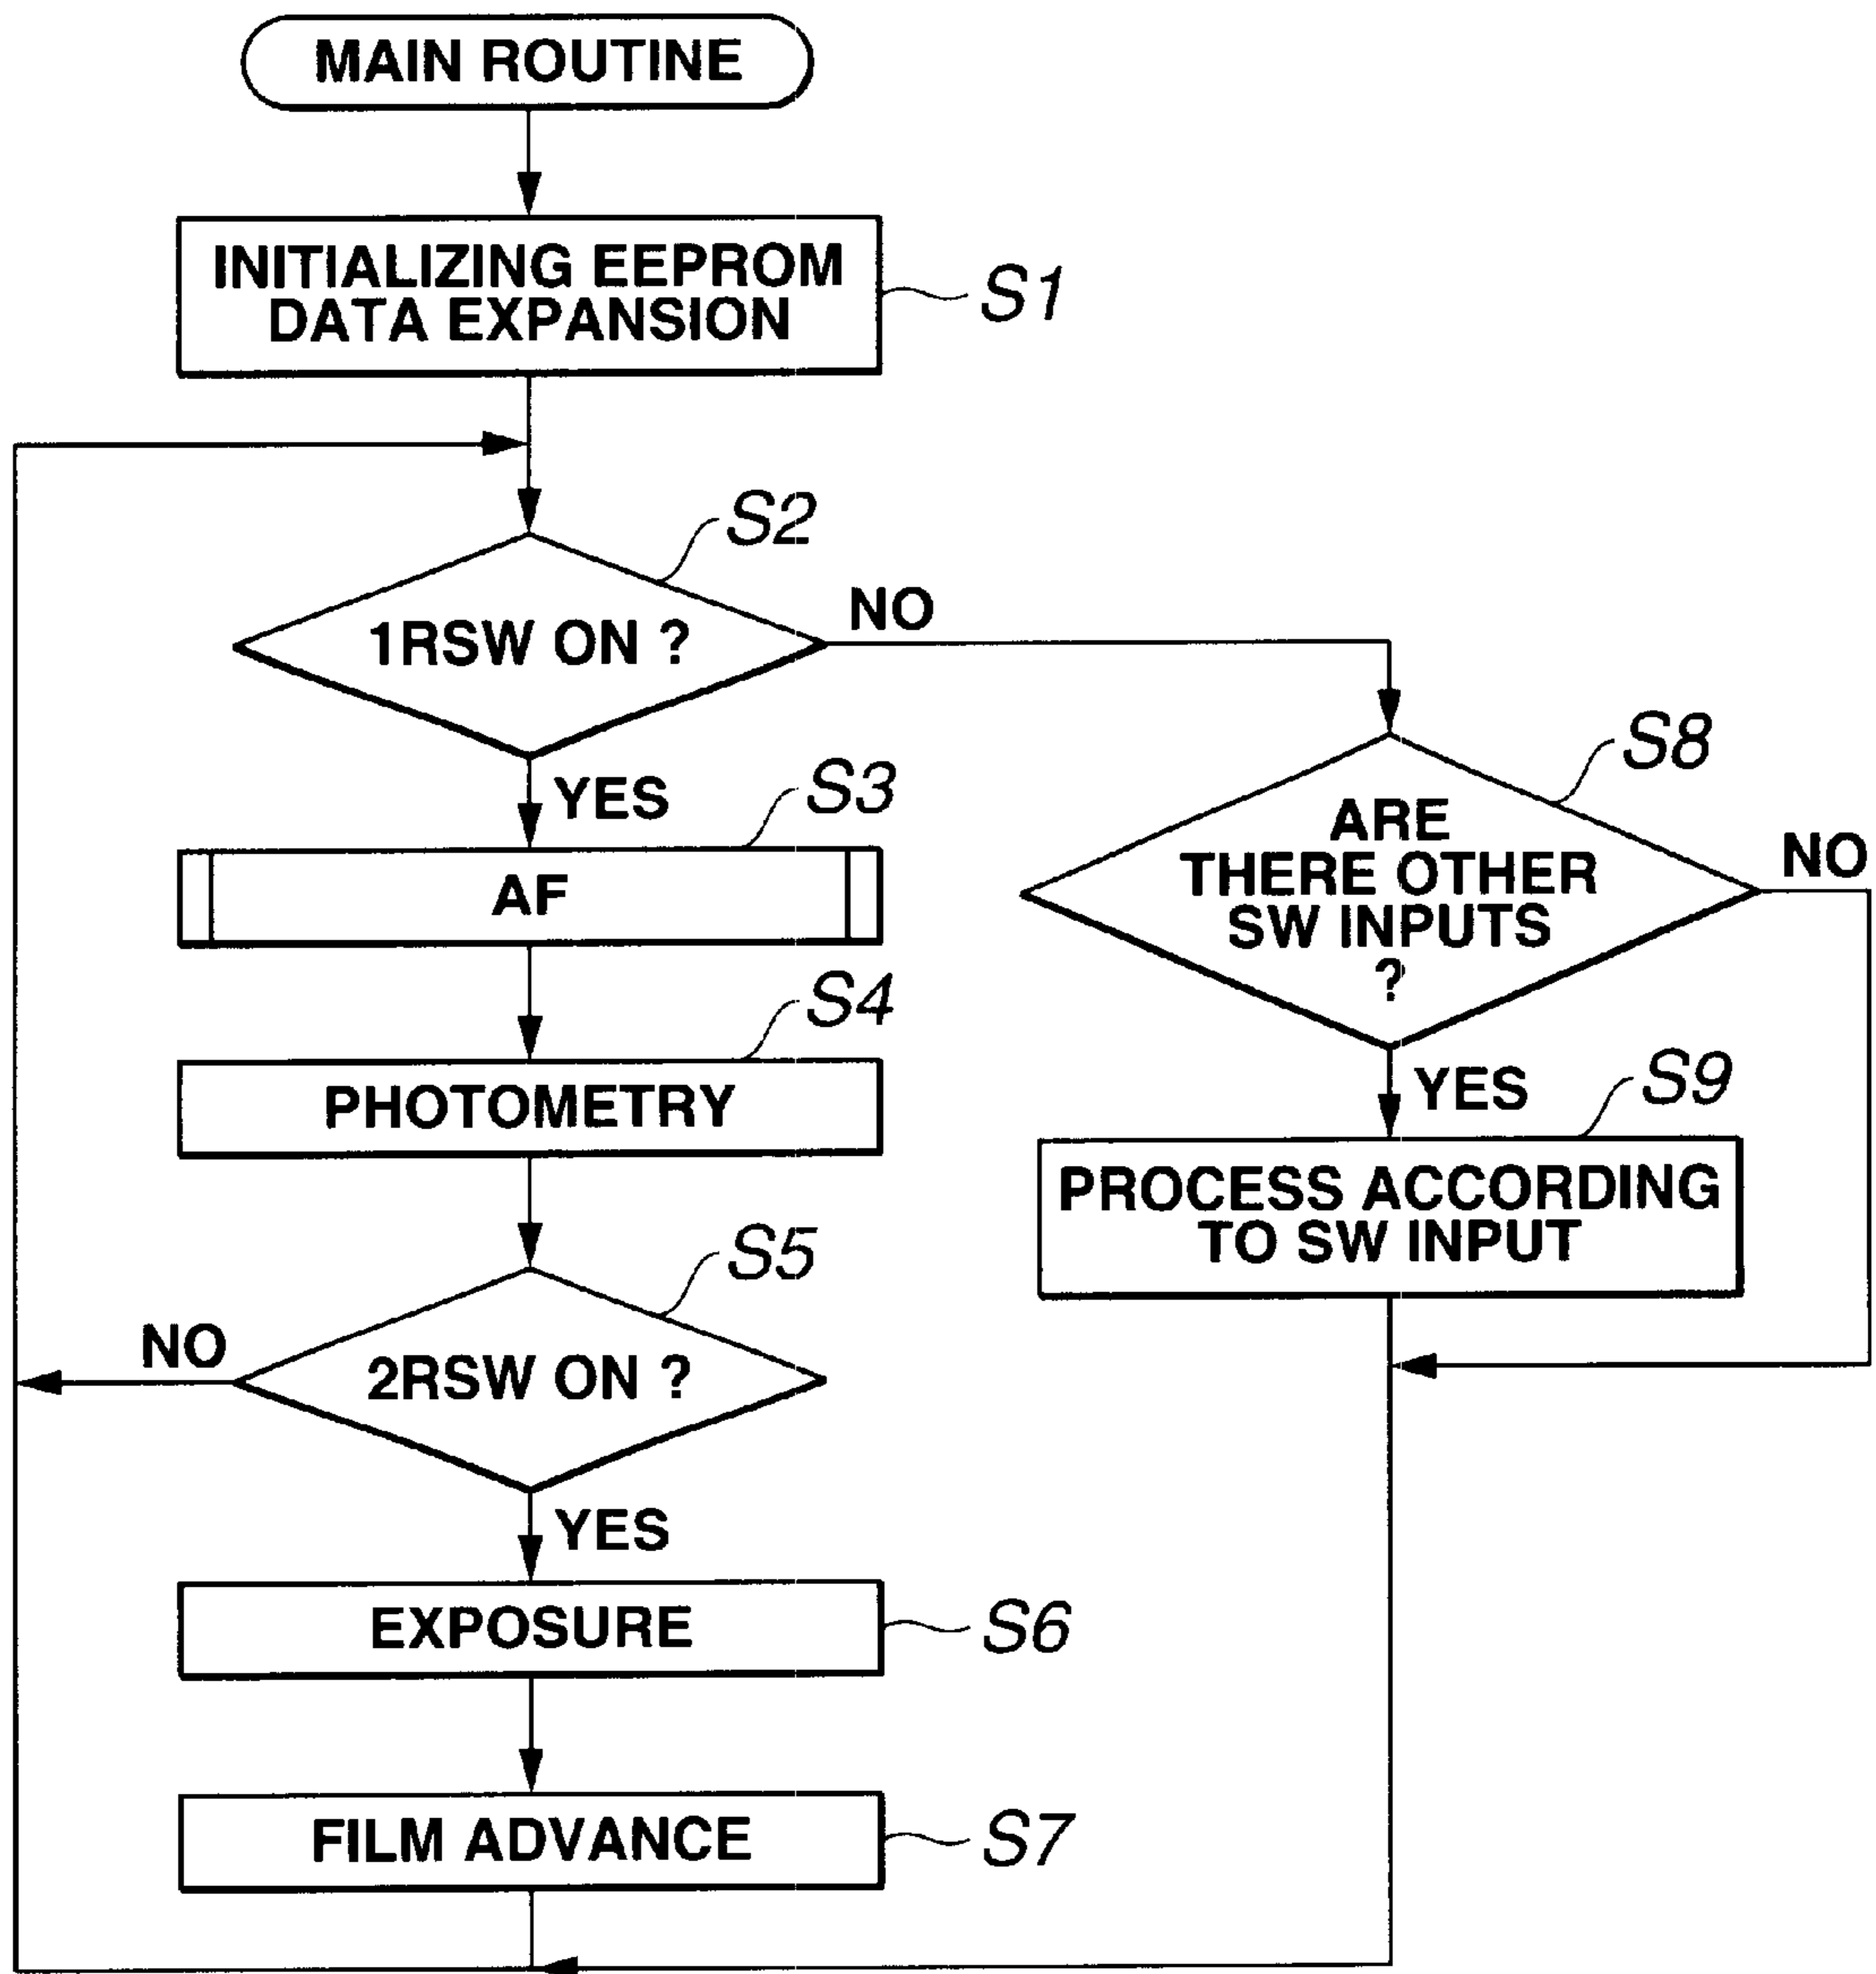 MAIN ROUTINE
INITIALIZING EEPROM
DATA EXPANSION
S1
S2
1RSW ON ?
NO
YES
S3
AF
S4
PHOTOMETRY
S5
2RSW ON ?
NO
YES
EXPOSURE
S6
FILM ADVANCE
S7
S8
ARE
THERE OTHER
SW INPUTS
?
NO
YES
S9
PROCESS ACCORDING
TO SW INPUT